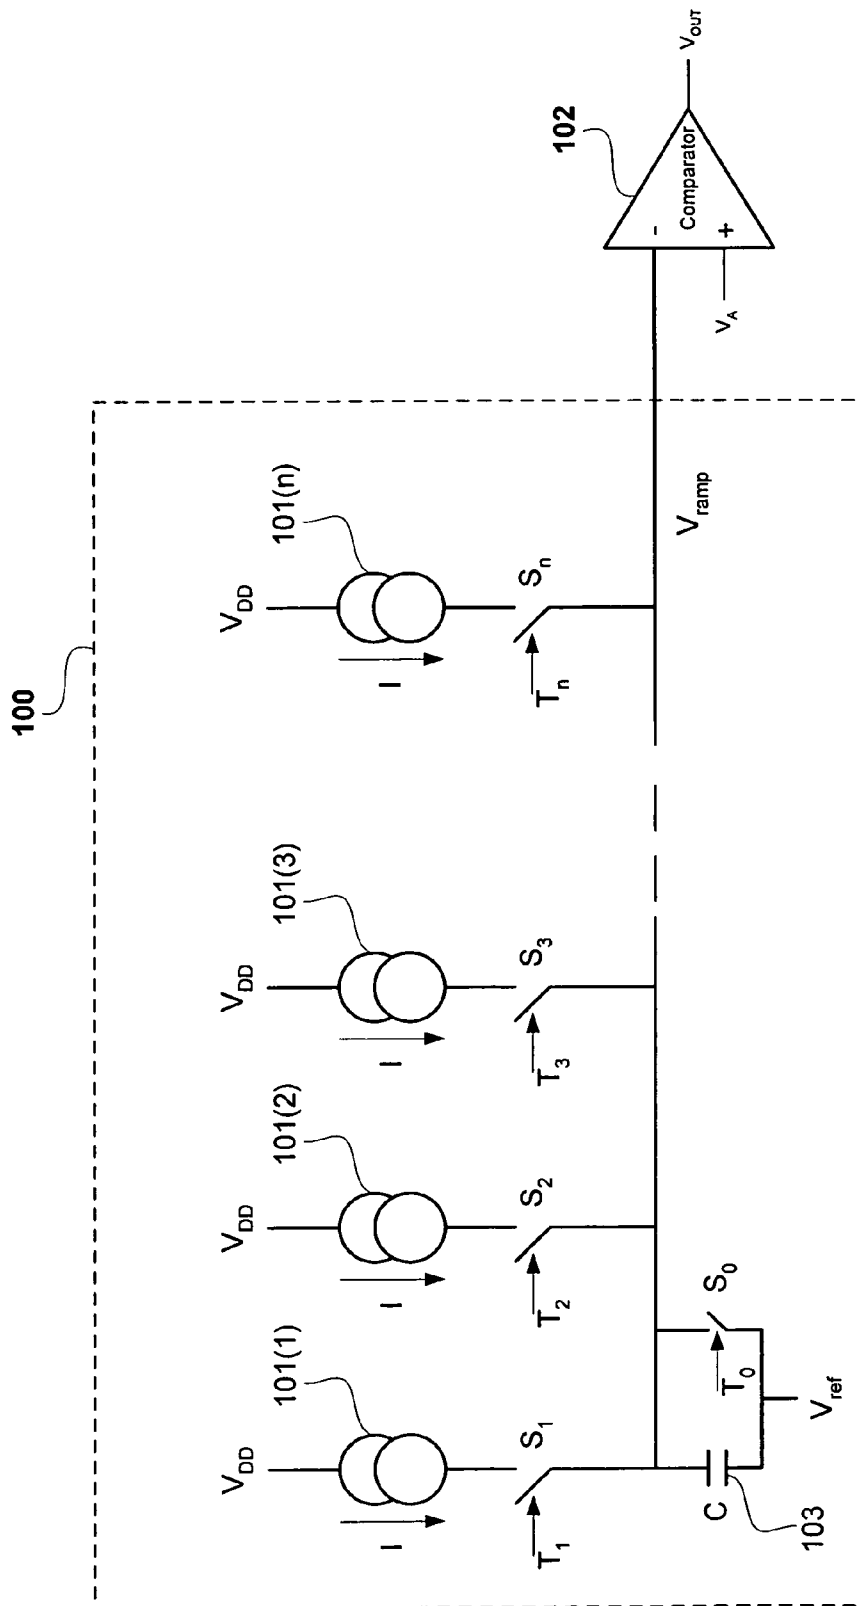 100
V_DD
V_DD
V_DD
V_DD
101(1)
101(2)
101(3)
101(n)
I
I
I
I
S_1
S_2
S_3
S_n
T_1
T_2
T_3
T_n
C
103
T_0
S_0
V_ref
V_ramp
102
Comparator
-
+
V_A
V_OUT